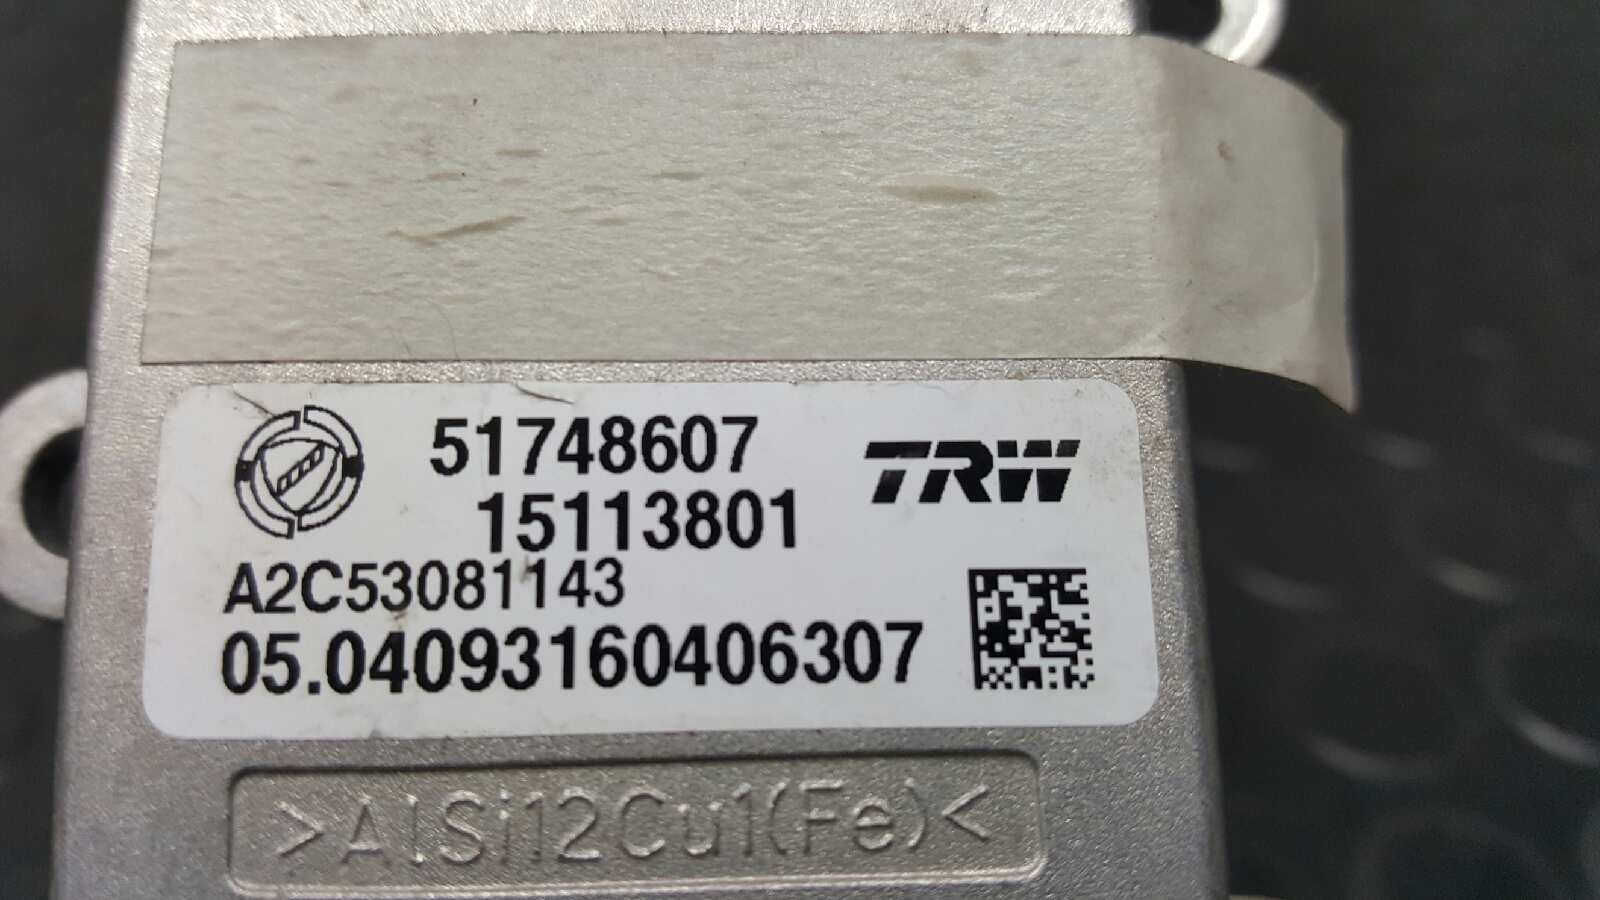 51748607
TRW
15113801
A2C53081143
05.04093160406307
>AlSi12Cu1(Fe)<